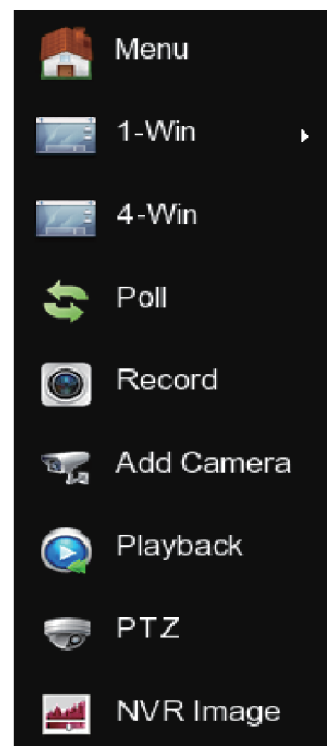 Menu
1-Win
4-Win
Poll
Record
Add Camera
Playback
PTZ
NVR Image